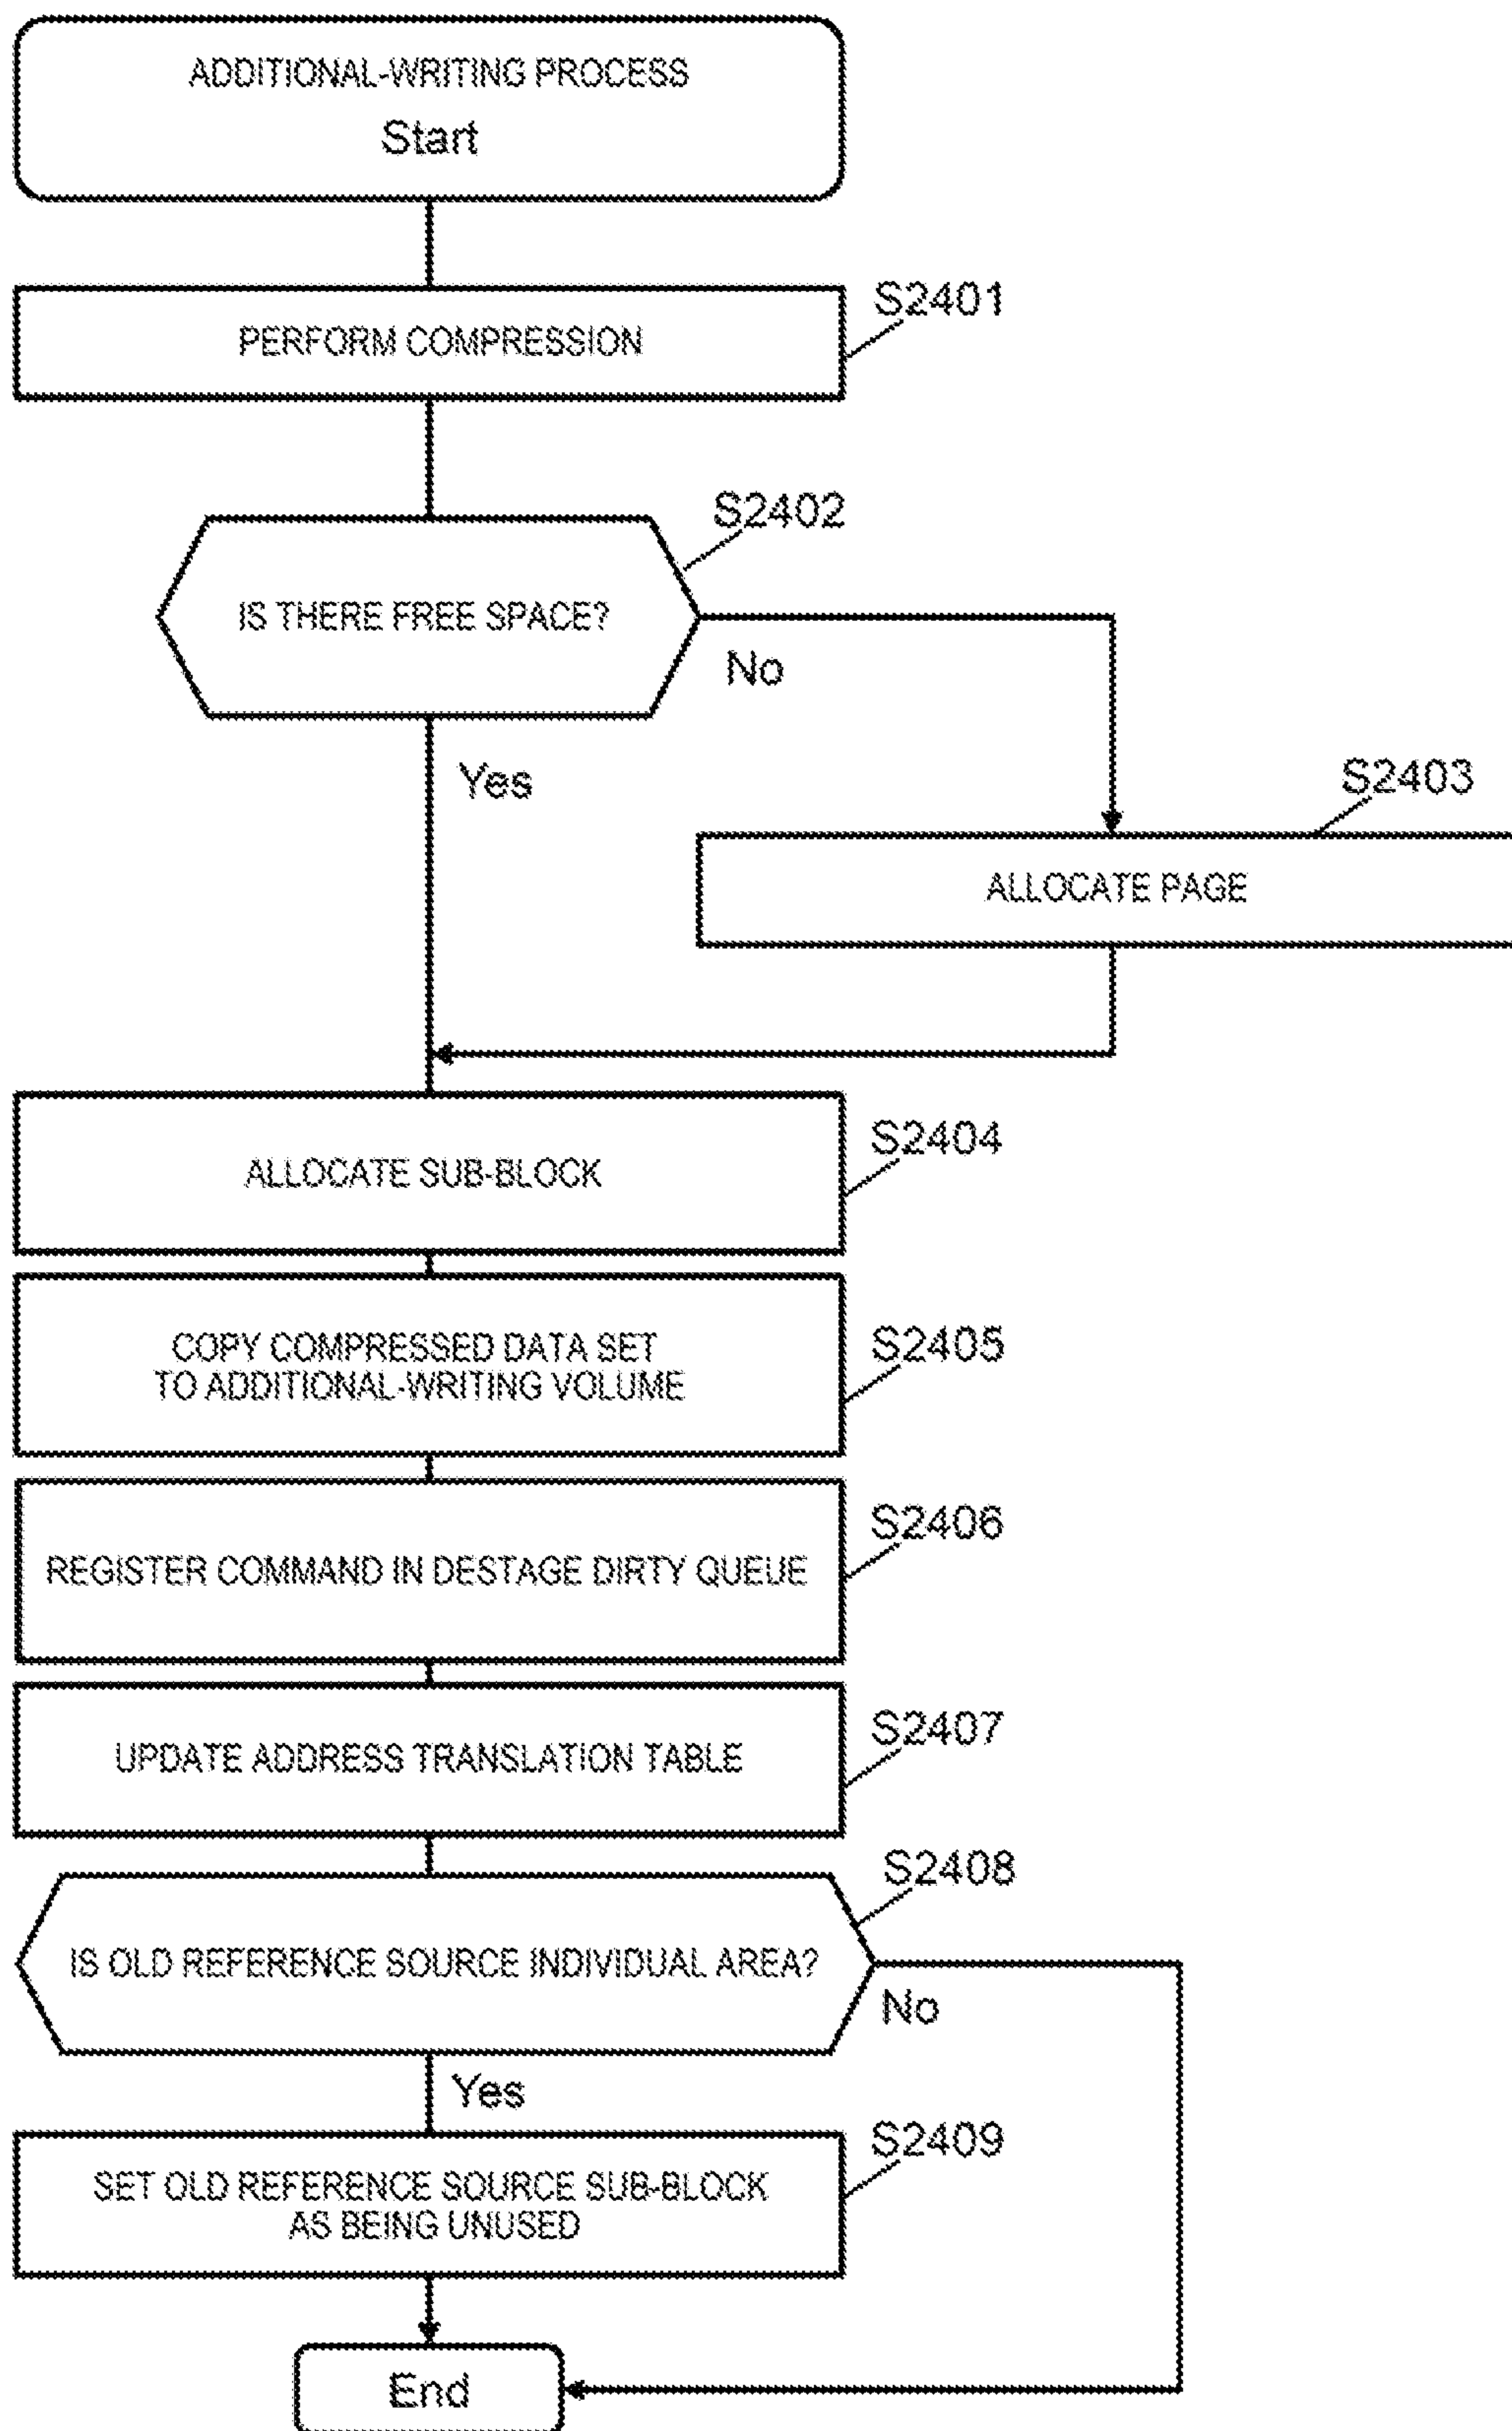 ADDITIONAL-WRITING PROCESS
Start
S2401
PERFORM COMPRESSION
S2402
IS THERE FREE SPACE?
No
Yes
S2403
ALLOCATE PAGE
S2404
ALLOCATE SUB-BLOCK
S2405
COPY COMPRESSED DATA SET
TO ADDITIONAL-WRITING VOLUME
S2406
REGISTER COMMAND IN DESTAGE DIRTY QUEUE
S2407
UPDATE ADDRESS TRANSLATION TABLE
S2408
IS OLD REFERENCE SOURCE INDIVIDUAL AREA?
No
Yes
S2409
SET OLD REFERENCE SOURCE SUB-BLOCK
AS BEING UNUSED
End